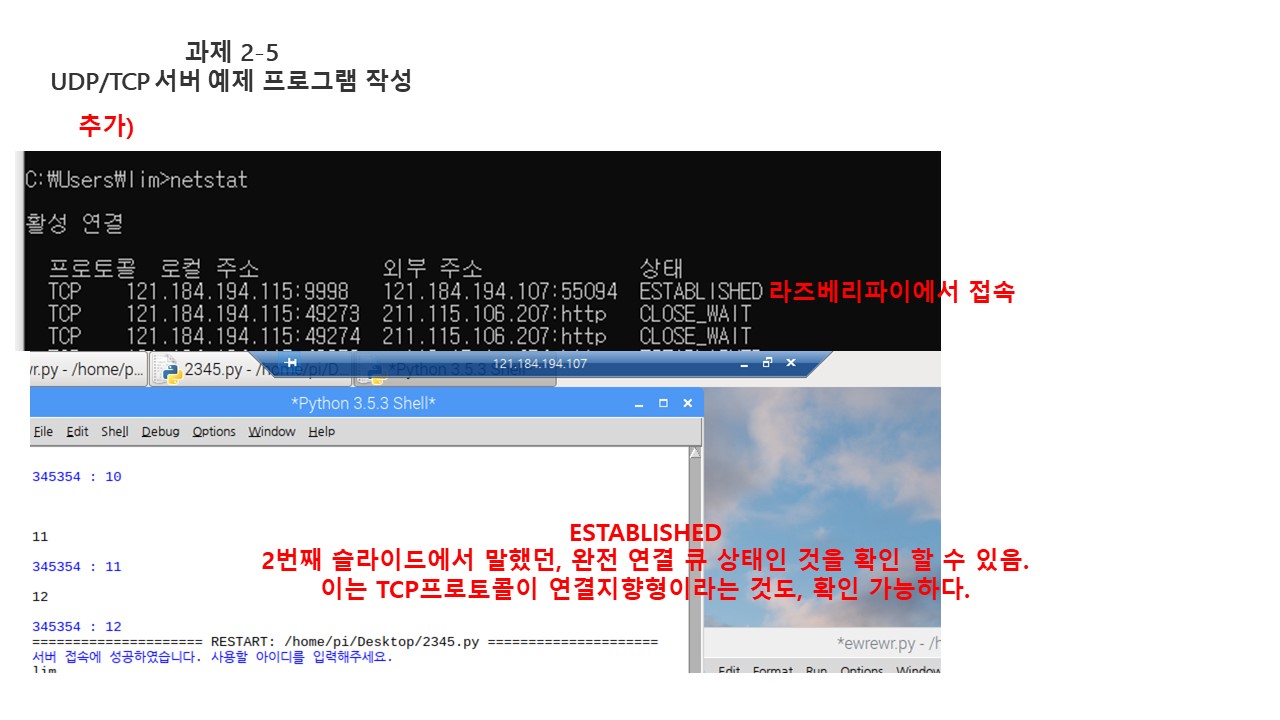 과제 2-5
UDP/TCP 서버 예제 프로그램 작성
추가)
C:₩Users₩lim>netstat
활성 연결
프로토콜 로컬 주소 외부 주소 상태
TCP 121.184.194.115:9998 121.184.194.107:55094 ESTABLISHED 라즈베리파이에서 접속
TCP 121.184.194.115:49273 211.115.106.207:http CLOSE_WAIT
TCP 121.184.194.115:49274 211.115.106.207:http CLOSE_WAIT
vr.py - /home/p... 2345.py - /home/pi/D... *Python 3.5.3 Shell* 121.184.194.107
*Python 3.5.3 Shell*
File Edit Shell Debug Options Window Help
345354 : 10
11
345354 : 11
12
345354 : 12
ESTABLISHED
2번째 슬라이드에서 말했던, 완전 연결 큐 상태인 것을 확인 할 수 있음.
이는 TCP프로토콜이 연결지향형이라는 것도, 확인 가능하다.
===================== RESTART: /home/pi/Desktop/2345.py =====================
서버 접속에 성공하였습니다. 사용할 아이디를 입력해주세요.
lim
*ewrewr.py - /h
Edit Format Run Options Window